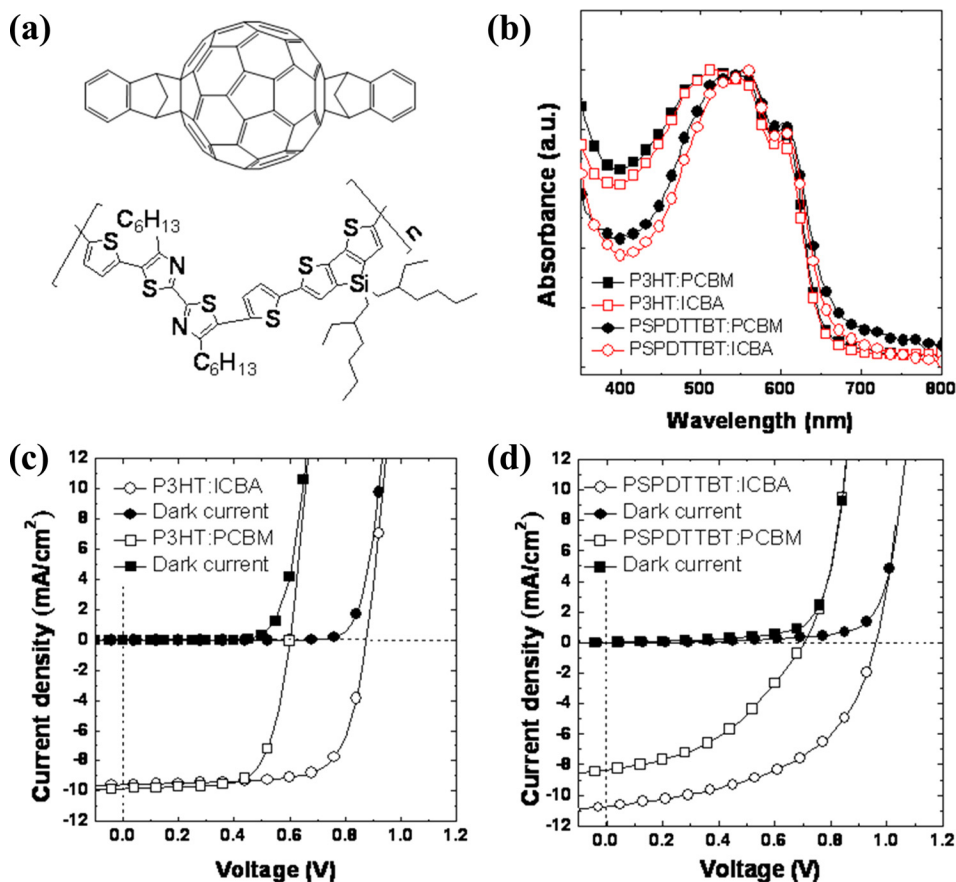 (a)
C6H13
S
S
n
S
N
S
S
S
Si
N
S
C6H13
(b)
Absorbance (a.u.)
P3HT:PCBM
P3HT:ICBA
PSPDTTBT:PCBM
PSPDTTBT:ICBA
400 500 600 700 800
Wavelength (nm)
(c)
Current density (mA/cm²)
12
10
8
6
4
2
0
-2
-4
-6
-8
-10
-12
P3HT:ICBA
Dark current
P3HT:PCBM
Dark current
0.0 0.2 0.4 0.6 0.8 1.0 1.2
Voltage (V)
(d)
Current density (mA/cm²)
12
10
8
6
4
2
0
-2
-4
-6
-8
-10
-12
PSPDTTBT:ICBA
Dark current
PSPDTTBT:PCBM
Dark current
0.0 0.2 0.4 0.6 0.8 1.0 1.2
Voltage (V)